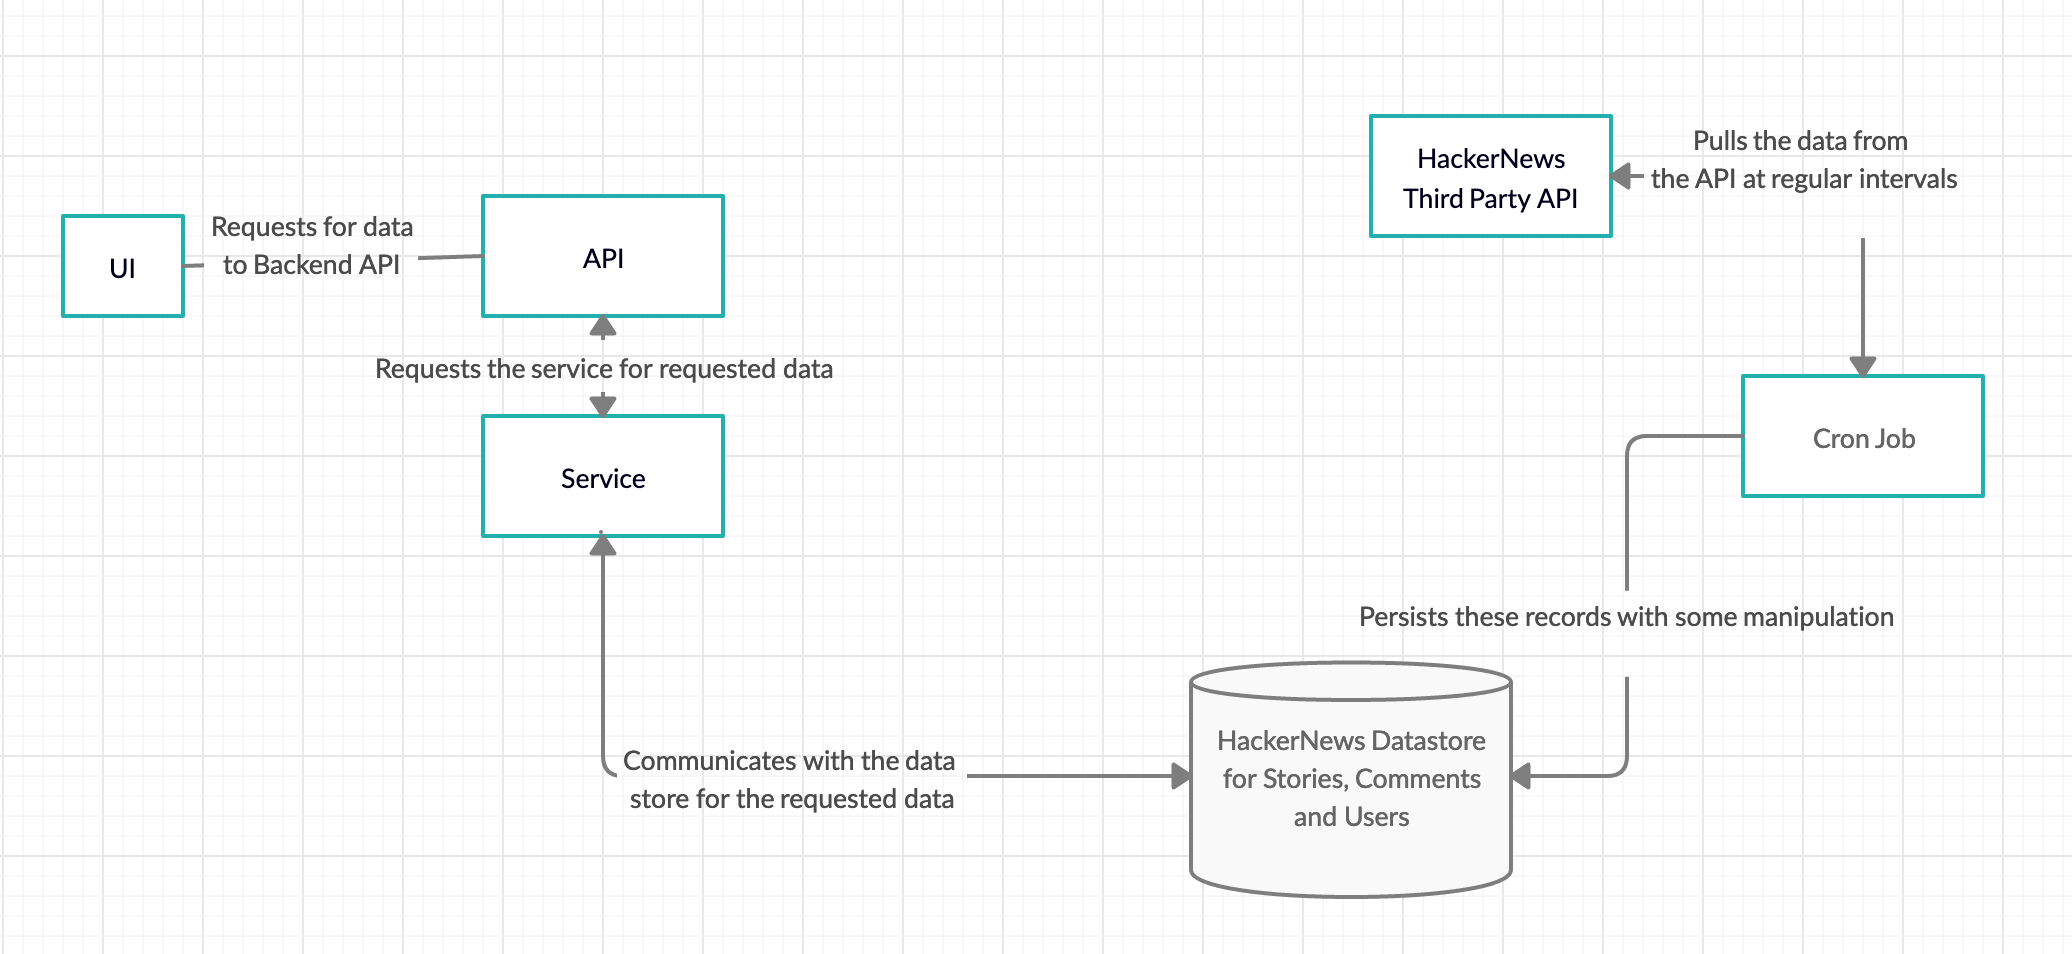 HackerNews
Third Party API
Pulls the data from
the API at regular intervals
UI
Requests for data
to Backend API
API
Requests the service for requested data
Service
Cron Job
Persists these records with some manipulation
Communicates with the data
store for the requested data
HackerNews Datastore
for Stories, Comments
and Users